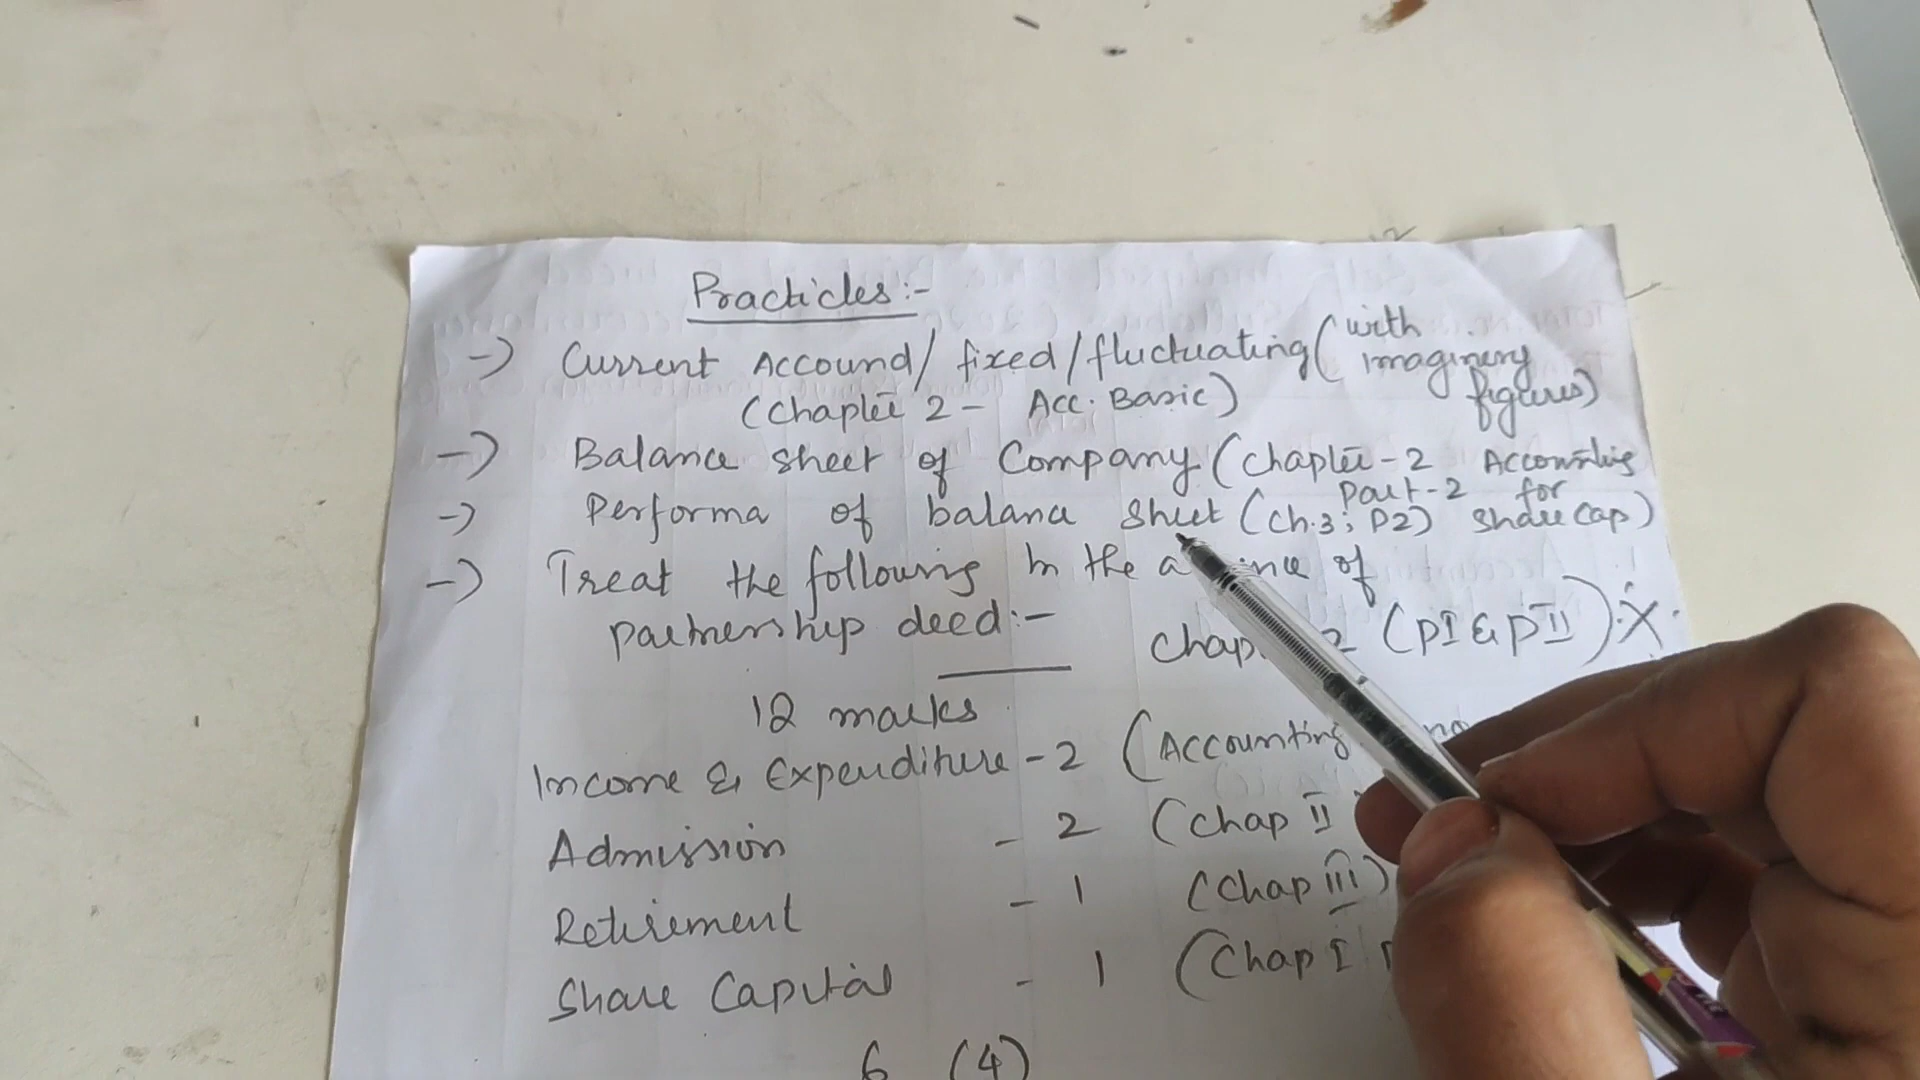 Practicles:-
-) Current Accound/ fixed/fluctuating (with imaginery figures)
(Chapter 2 - Acc. Basic)
-) Balance sheet of Company (Chapter-2 Accounting for share cap)
Part-2
-) Performa of balance sheet (Ch.3; P2)
-) Treat the following in the of
partnership deed:- (PI & PII) X
12 marks
Income & Expenditure - 2 (Accounting
Admission - 2 (Chap II
Retirement - 1 (Chap III)
Share Capital - 1 (Chap I
6 (4)